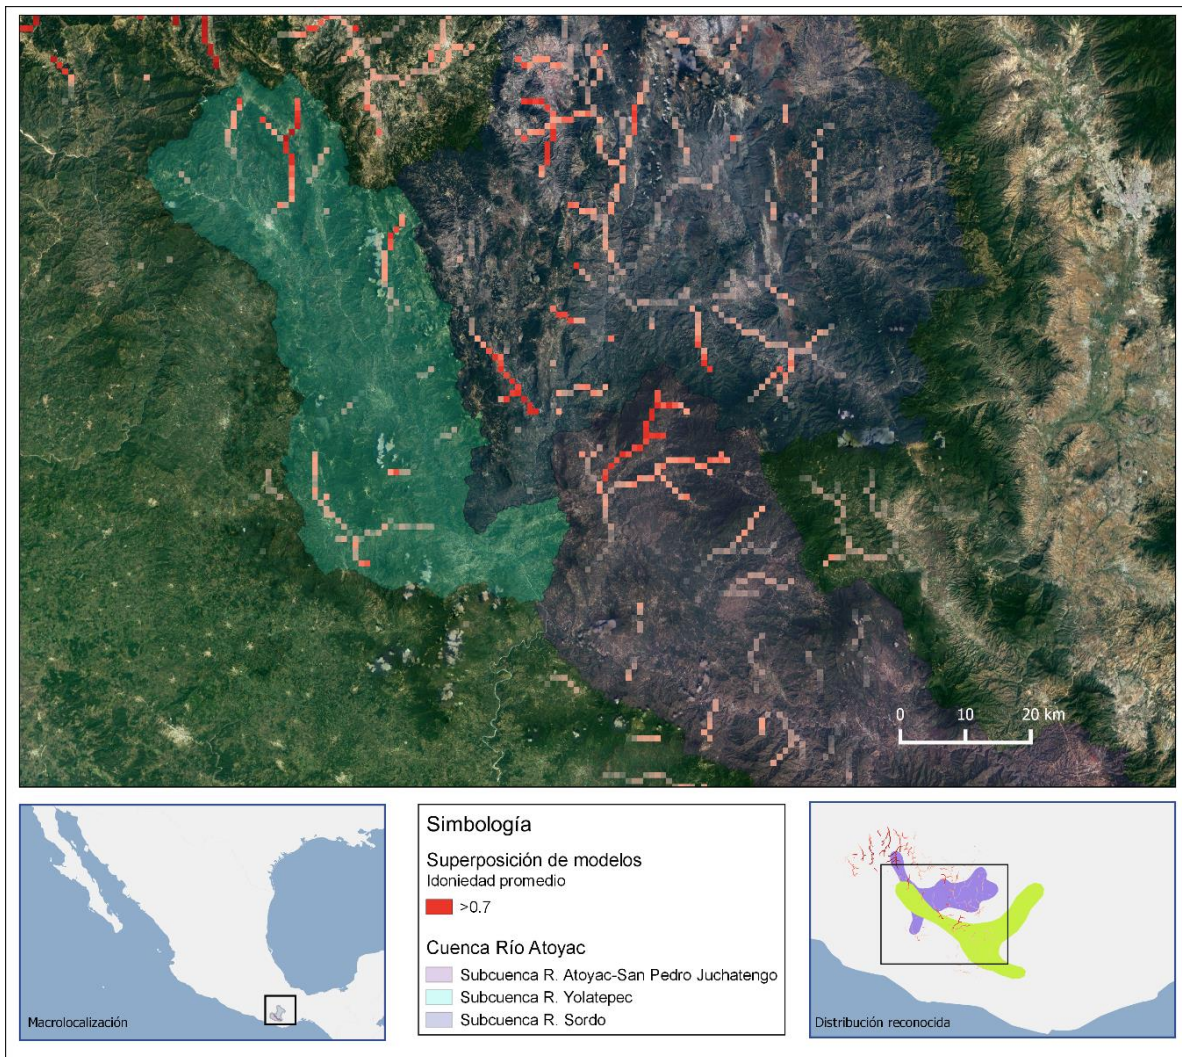 0 10 20 km
Simbología
Superposición de modelos
Idoniedad promedio
>0.7
Cuenca Río Atoyac
Subcuenca R. Atoyac-San Pedro Juchatengo
Subcuenca R. Yolatepec
Subcuenca R. Sordo
Macrolocalización
Distribución reconocida